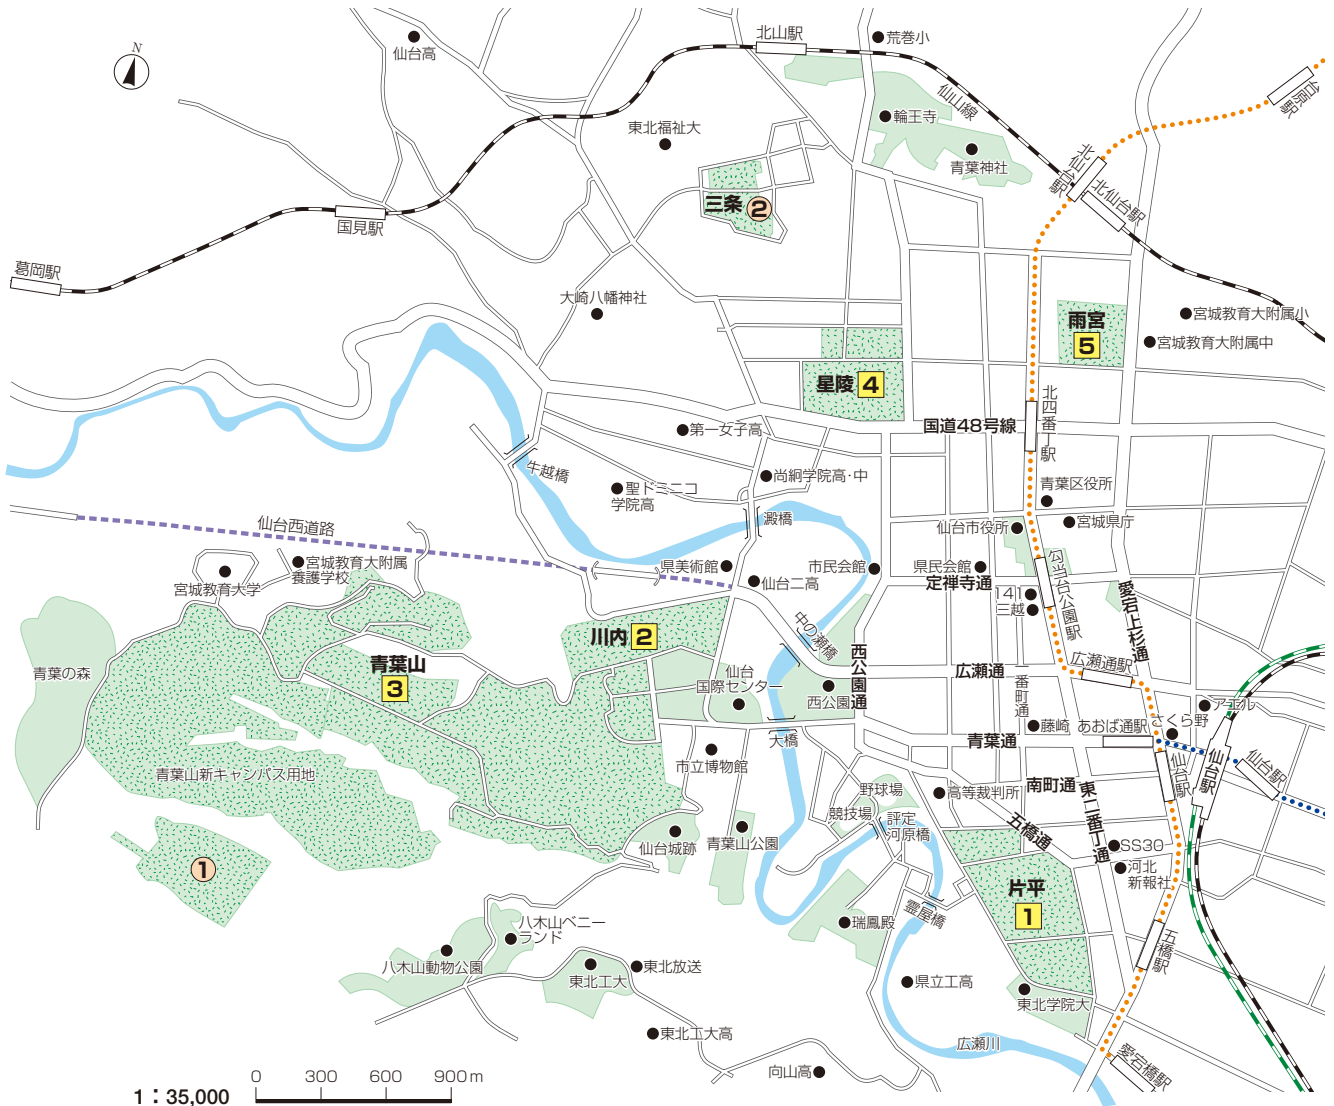 N
仙台高
北山駅
荒巻小
台原駅
仙山線
輪王寺
東北福祉大
青葉神社
北仙台駅
北仙台駅
三条 2
国見駅
葛岡駅
大崎八幡神社
雨宮
5
宮城教育大附属小
宮城教育大附属中
星陵 4
北四番丁駅
国道48号線
第一女子高
牛越橋
聖ドミニコ
学院高
尚絅学院高・中
青葉区役所
澱橋
仙台市役所
宮城県庁
仙台西道路
宮城教育大学
宮城教育大附属
養護学校
県美術館
仙台二高
市民会館
県民会館
定禅寺通
141
三越
勾当台公園駅
愛宕上杉通
川内 2
中の瀬橋
西公園通
青葉の森
青葉山
3
仙台
国際センター
西公園
広瀬通
一番町通
広瀬通駅
アエル
さくら野
藤崎
あおば通駅
青葉通
大橋
市立博物館
仙台駅
仙台駅
仙台駅
青葉山新キャンパス用地
野球場
競技場
評定
河原橋
高等裁判所
南町通
東二番丁通
五橋通
仙台城跡
青葉山公園
SS30
河北
新報社
1
片平
1
霊屋橋
瑞鳳殿
八木山ベニー
ランド
八木山動物公園
東北工大
東北放送
県立工高
東北学院大
五橋駅
東北工大高
広瀬川
向山高
愛宕橋駅
0 300 600 900m
1：35,000